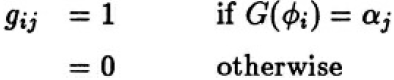 g_{ij} = 1 if G(ϕ_i) = α_j
= 0 otherwise